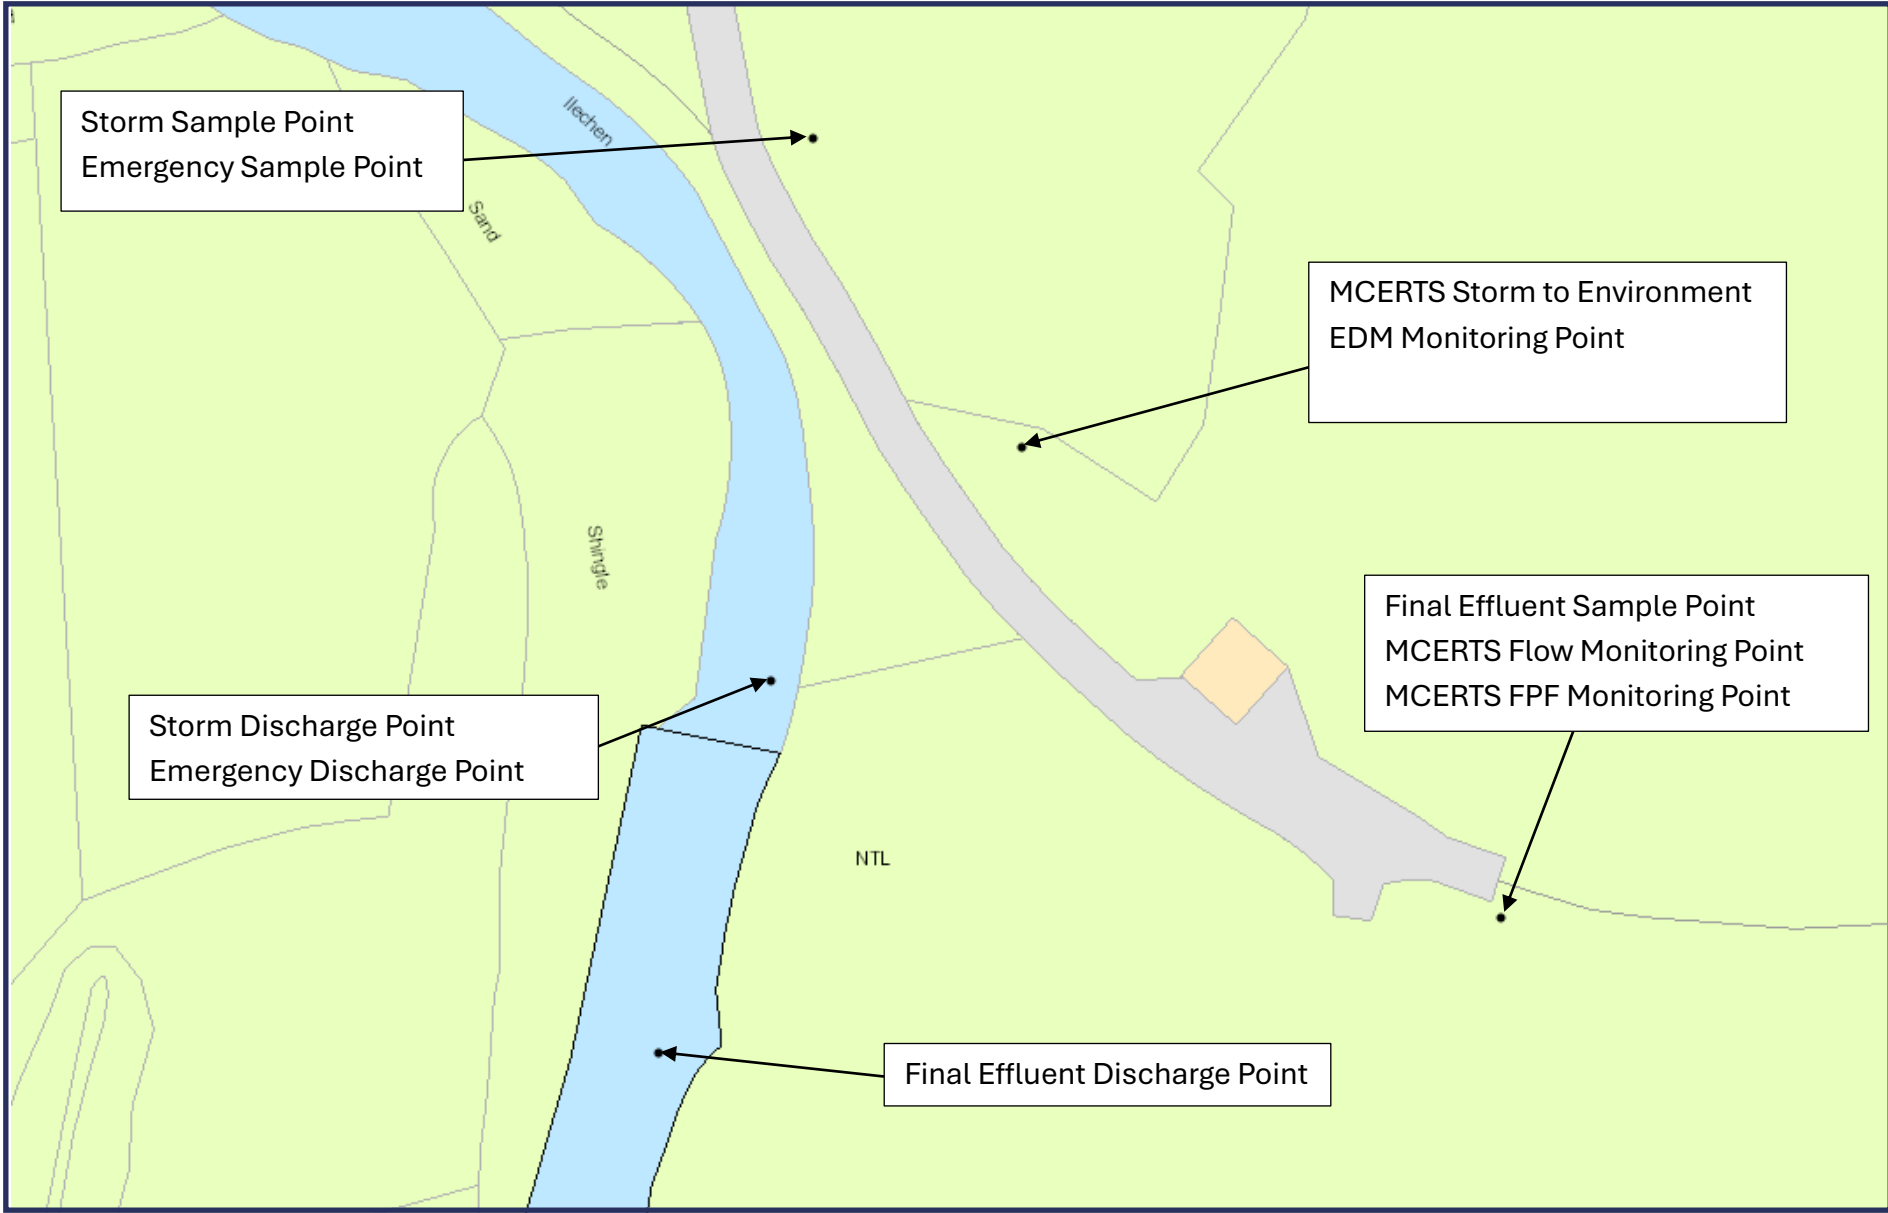 Storm Sample Point
Emergency Sample Point
llechen
Sand
MCERTS Storm to Environment
EDM Monitoring Point
Shingle
Final Effluent Sample Point
MCERTS Flow Monitoring Point
MCERTS FPF Monitoring Point
Storm Discharge Point
Emergency Discharge Point
NTL
Final Effluent Discharge Point